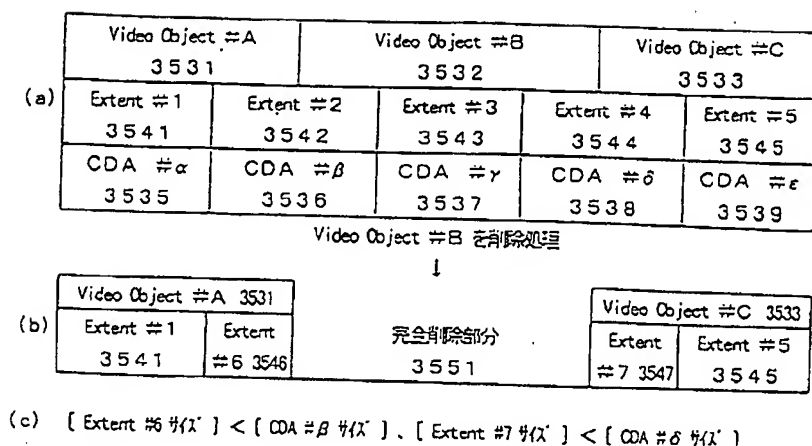 Video Object #A Video Object #B Video Object #C
3531 3532 3533
(a)
Extent #1 Extent #2 Extent #3 Extent #4 Extent #5
3541 3542 3543 3544 3545
CDA #α CDA #β CDA #γ CDA #δ CDA #ε
3535 3536 3537 3538 3539
Video Object #B を削除処理
↓
Video Object #A 3531 Video Object #C 3533
(b)
Extent #1 Extent 完全削除部分 Extent Extent #5
3541 #6 3546 3551 #7 3547 3545
(c) [ Extent #6 サイズ ] < [ CDA #β サイズ ] 、 [ Extent #7 サイズ ] < [ CDA #δ サイズ ]